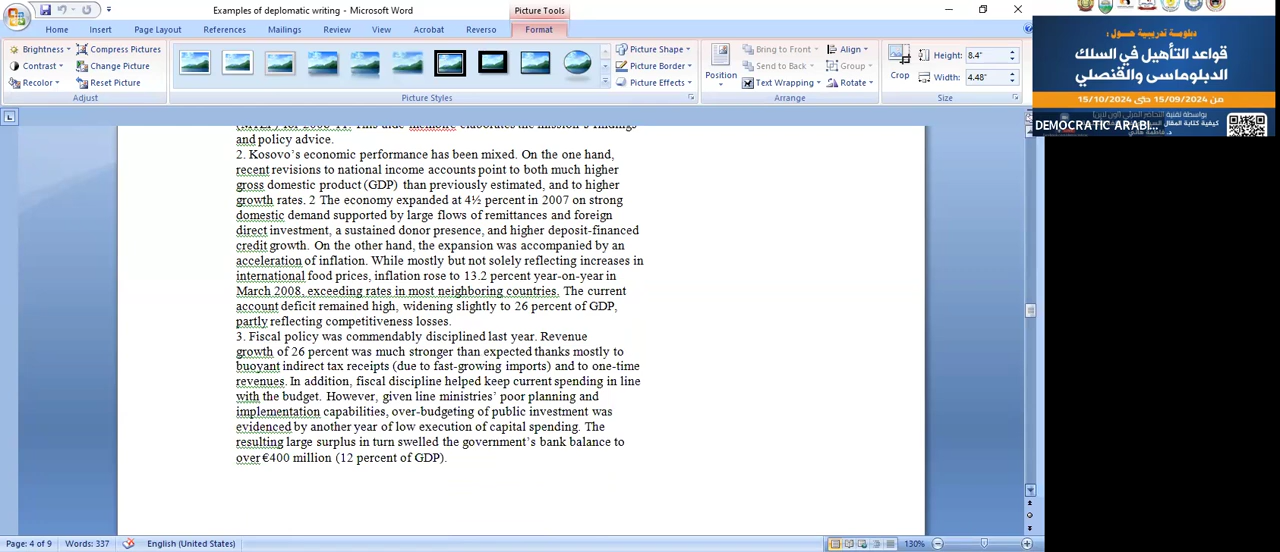 Examples of deplomatic writing - Microsoft Word
Picture Tools
Home
Insert
Page Layout
References
Mailings
Review
View
Acrobat
Reverso
Format
Brightness
Contrast
Recolor
Compress Pictures
Change Picture
Reset Picture
Adjust
Picture Styles
Picture Shape
Picture Border
Picture Effects
Position
Bring to Front
Send to Back
Text Wrapping
Align
Group
Rotate
Arrange
Crop
Height: 8.4"
Width: 4.48"
Size
دبلوسة تدريبية حــول :
قواعد التأهيل في السلك
الدبلوماسي والقنصلي
من 15/09/2024 حتى 15/10/2024
DEMOCRATIC ARABI...
and policy advice.
2. Kosovo's economic performance has been mixed. On the one hand,
recent revisions to national income accounts point to both much higher
gross domestic product (GDP) than previously estimated, and to higher
growth rates. 2 The economy expanded at 4½ percent in 2007 on strong
domestic demand supported by large flows of remittances and foreign
direct investment, a sustained donor presence, and higher deposit-financed
credit growth. On the other hand, the expansion was accompanied by an
acceleration of inflation. While mostly but not solely reflecting increases in
international food prices, inflation rose to 13.2 percent year-on-year in
March 2008, exceeding rates in most neighboring countries. The current
account deficit remained high, widening slightly to 26 percent of GDP,
partly reflecting competitiveness losses.
3. Fiscal policy was commendably disciplined last year. Revenue
growth of 26 percent was much stronger than expected thanks mostly to
buoyant indirect tax receipts (due to fast-growing imports) and to one-time
revenues. In addition, fiscal discipline helped keep current spending in line
with the budget. However, given line ministries' poor planning and
implementation capabilities, over-budgeting of public investment was
evidenced by another year of low execution of capital spending. The
resulting large surplus in turn swelled the government's bank balance to
over €400 million (12 percent of GDP).
Page: 4 of 9
Words: 337
English (United States)
130%